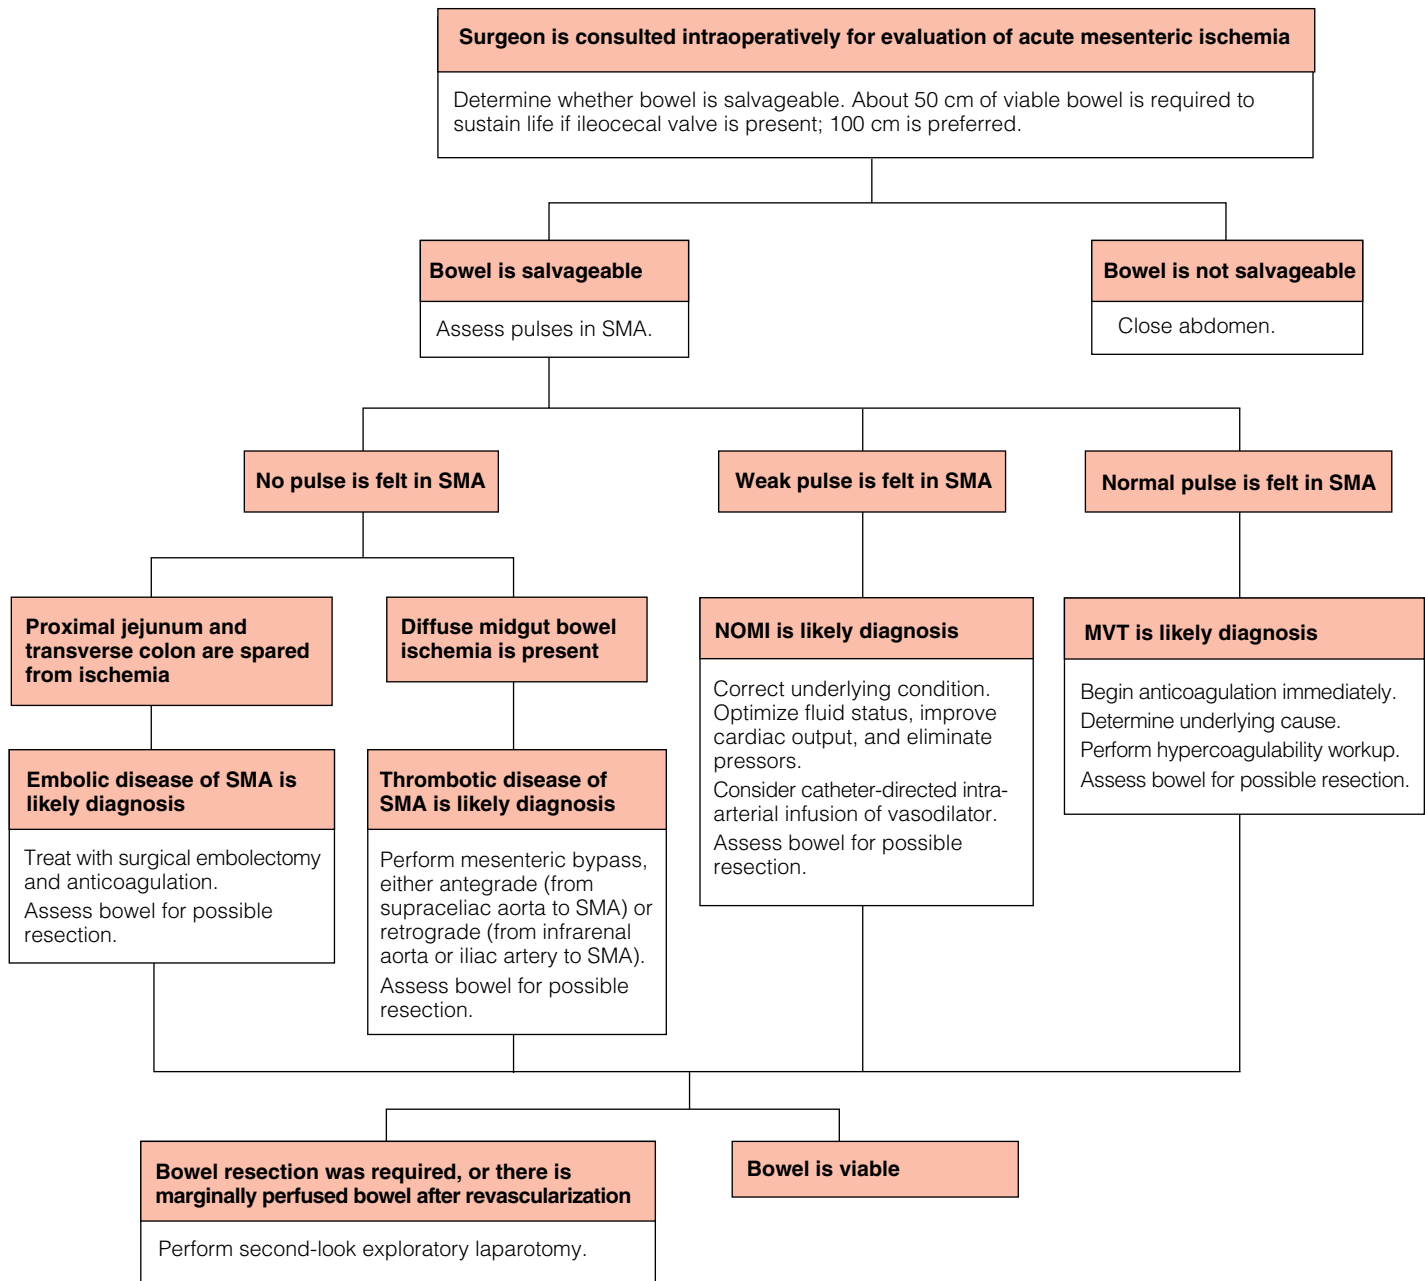 Surgeon is consulted intraoperatively for evaluation of acute mesenteric ischemia
Determine whether bowel is salvageable. About 50 cm of viable bowel is required to
sustain life if ileocecal valve is present; 100 cm is preferred.
Bowel is salvageable
Assess pulses in SMA.
Bowel is not salvageable
Close abdomen.
No pulse is felt in SMA
Weak pulse is felt in SMA
Normal pulse is felt in SMA
Proximal jejunum and
transverse colon are spared
from ischemia
Diffuse midgut bowel
ischemia is present
NOMI is likely diagnosis
Correct underlying condition.
Optimize fluid status, improve
cardiac output, and eliminate
pressors.
Consider catheter-directed intra-
arterial infusion of vasodilator.
Assess bowel for possible
resection.
MVT is likely diagnosis
Begin anticoagulation immediately.
Determine underlying cause.
Perform hypercoagulability workup.
Assess bowel for possible resection.
Embolic disease of SMA is
likely diagnosis
Treat with surgical embolectomy
and anticoagulation.
Assess bowel for possible
resection.
Thrombotic disease of
SMA is likely diagnosis
Perform mesenteric bypass,
either antegrade (from
supraceliac aorta to SMA) or
retrograde (from infrarenal
aorta or iliac artery to SMA).
Assess bowel for possible
resection.
Bowel resection was required, or there is
marginally perfused bowel after revascularization
Perform second-look exploratory laparotomy.
Bowel is viable